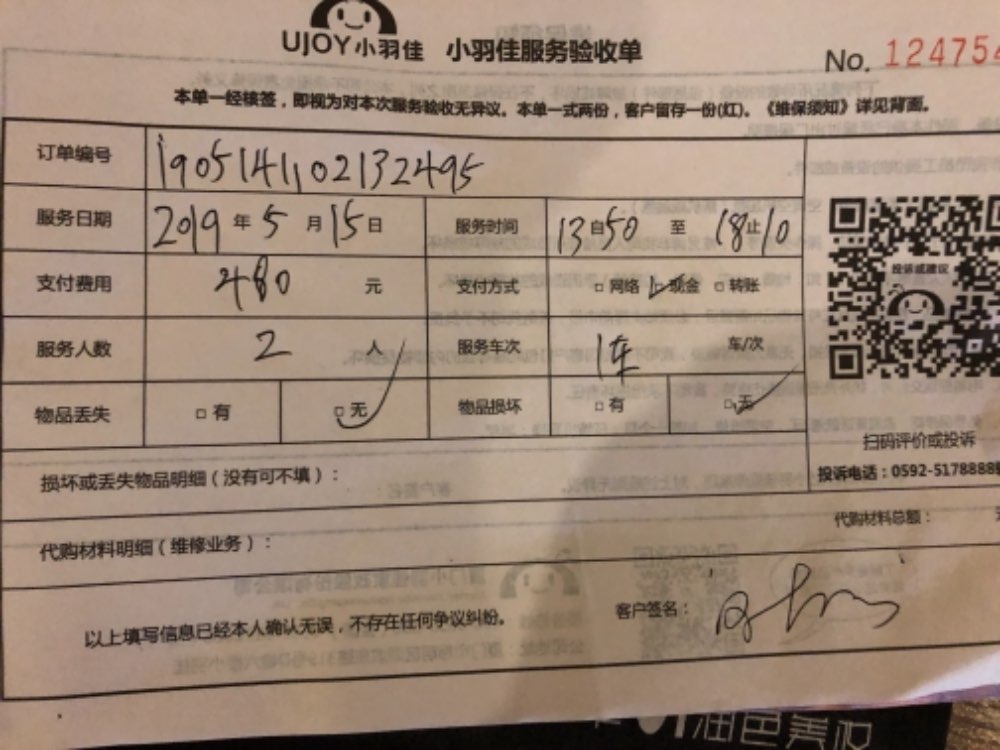 UJOY小羽佳 小羽佳服务验收单
No. 124754
本单一经核签，即视为对本次服务验收无异议。本单一式两份，客户留存一份(红)。《维保须知》详见背面。
订单编号 1905141102132495
服务日期 2019 年 5 月 15 日 服务时间 13 自 50 至 18 止 10
支付费用 480 元 支付方式 □网络 □现金 □转账
服务人数 2 人 服务车次 1车 车/次
物品丢失 □有 □无 物品损坏 □有 □无
投诉或建议
扫码评价或投诉
投诉电话：0592-5178888
损坏或丢失物品明细（没有可不填）：
代购材料总额：
代购材料明细（维修业务）：
以上填写信息已经本人确认无误，不存在任何争议纠纷。
客户签名：